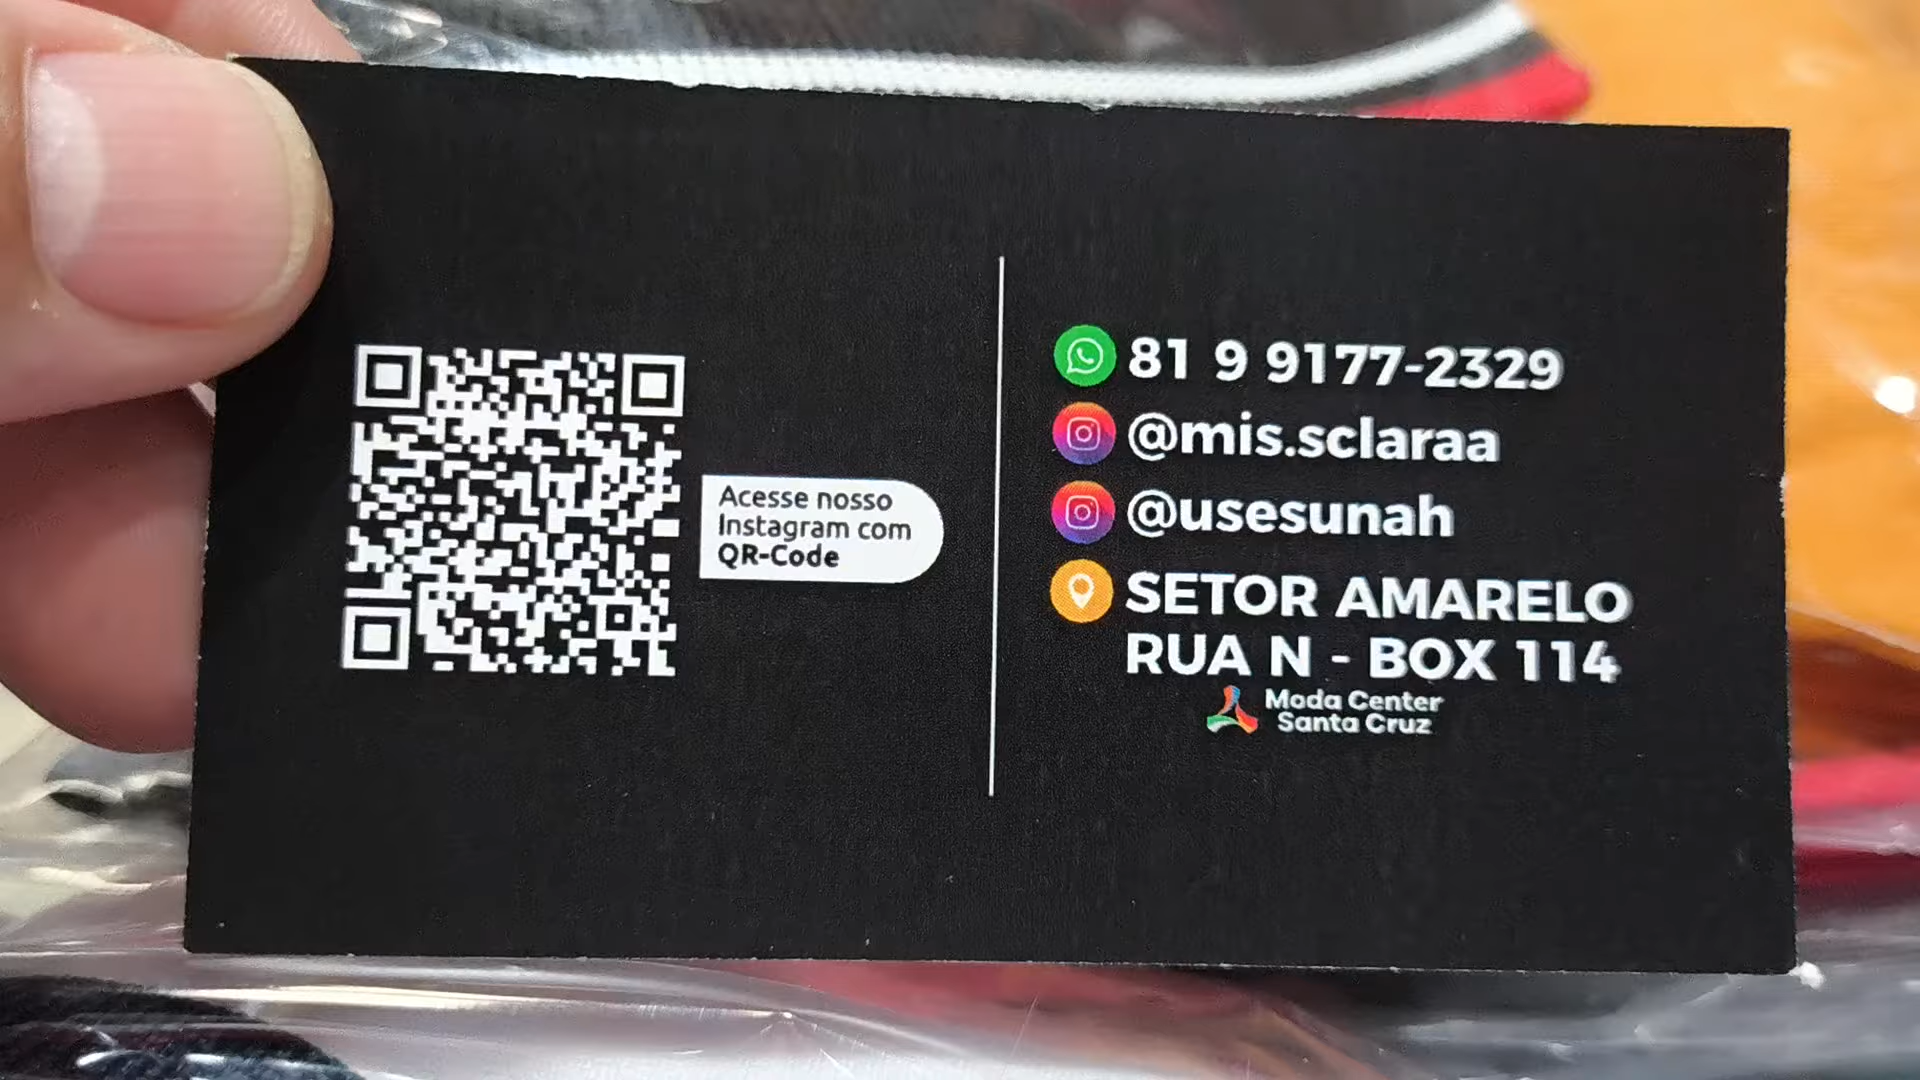 Acesse nosso
Instagram com
QR-Code
81 9 9177-2329
@mis.sclaraa
@usesunah
SETOR AMARELO
RUA N - BOX 114
Moda Center
Santa Cruz